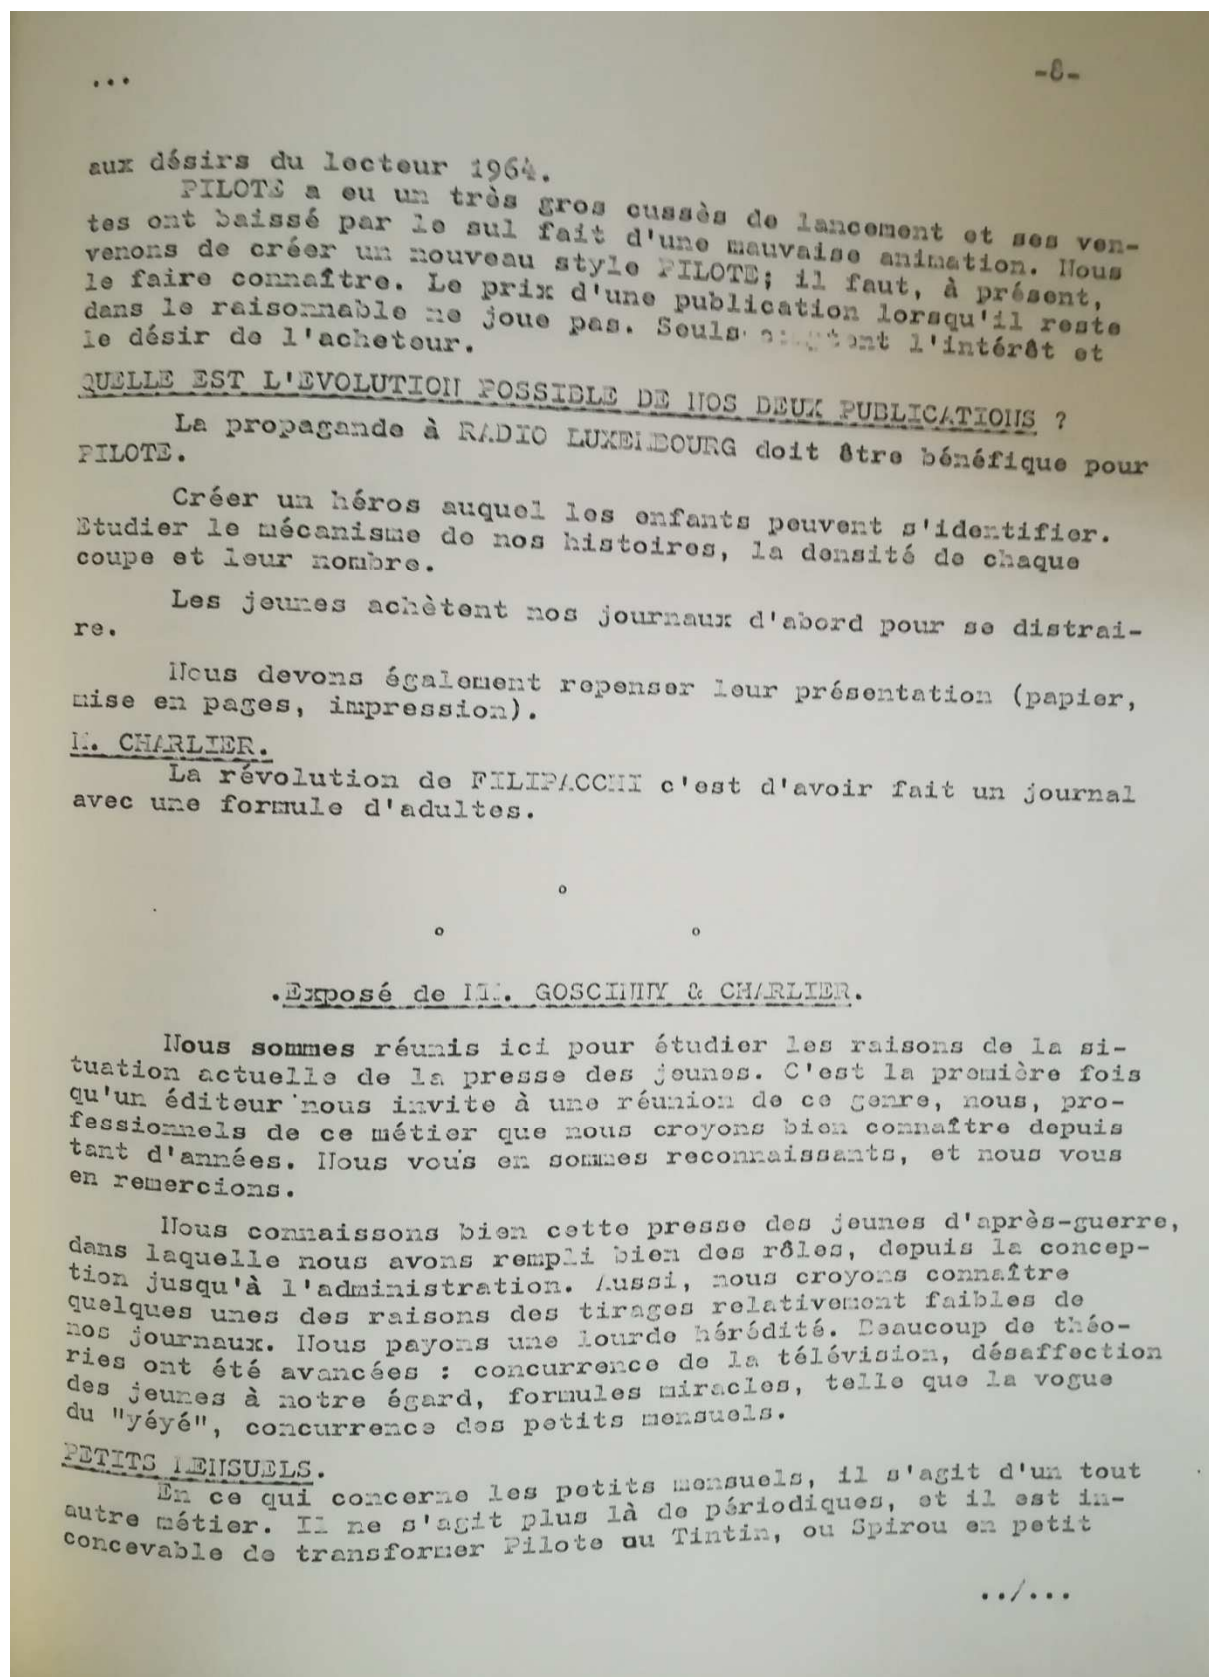 ... -8-
aux désirs du lecteur 1964.
PILOTE a eu un très gros cussès de lancement et ses ven-
tes ont baissé par le sul fait d'une mauvaise animation. Nous
venons de créer un nouveau style PILOTE; il faut, à présent,
le faire connaître. Le prix d'une publication lorsqu'il reste
dans le raisonnable ne joue pas. Seuls comptent l'intérêt et
le désir de l'acheteur.
QUELLE EST L'EVOLUTION POSSIBLE DE NOS DEUX PUBLICATIONS ?
La propagande à RADIO LUXEMBOURG doit être bénéfique pour
PILOTE.
Créer un héros auquel les enfants peuvent s'identifier.
Etudier le mécanisme de nos histoires, la densité de chaque
coupe et leur nombre.
Les jeunes achètent nos journaux d'abord pour se distrai-
re.
Nous devons également repenser leur présentation (papier,
mise en pages, impression).
M. CHARLIER.
La révolution de FILIPACCHI c'est d'avoir fait un journal
avec une formule d'adultes.
o
o o
.Exposé de MM. GOSCINNY & CHARLIER.
Nous sommes réunis ici pour étudier les raisons de la si-
tuation actuelle de la presse des jeunes. C'est la première fois
qu'un éditeur nous invite à une réunion de ce genre, nous, pro-
fessionnels de ce métier que nous croyons bien connaître depuis
tant d'années. Nous vous en sommes reconnaissants, et nous vous
en remercions.
Nous connaissons bien cette presse des jeunes d'après-guerre,
dans laquelle nous avons rempli bien des rôles, depuis la concep-
tion jusqu'à l'administration. Aussi, nous croyons connaître
quelques unes des raisons des tirages relativement faibles de
nos journaux. Nous payons une lourde hérédité. Beaucoup de théo-
ries ont été avancées : concurrence de la télévision, désaffection
des jeunes à notre égard, formules miracles, telle que la vogue
du "yéyé", concurrence des petits mensuels.
PETITS MENSUELS.
En ce qui concerne les petits mensuels, il s'agit d'un tout
autre métier. Il ne s'agit plus là de périodiques, et il est in-
concevable de transformer Pilote ou Tintin, ou Spirou en petit
../...